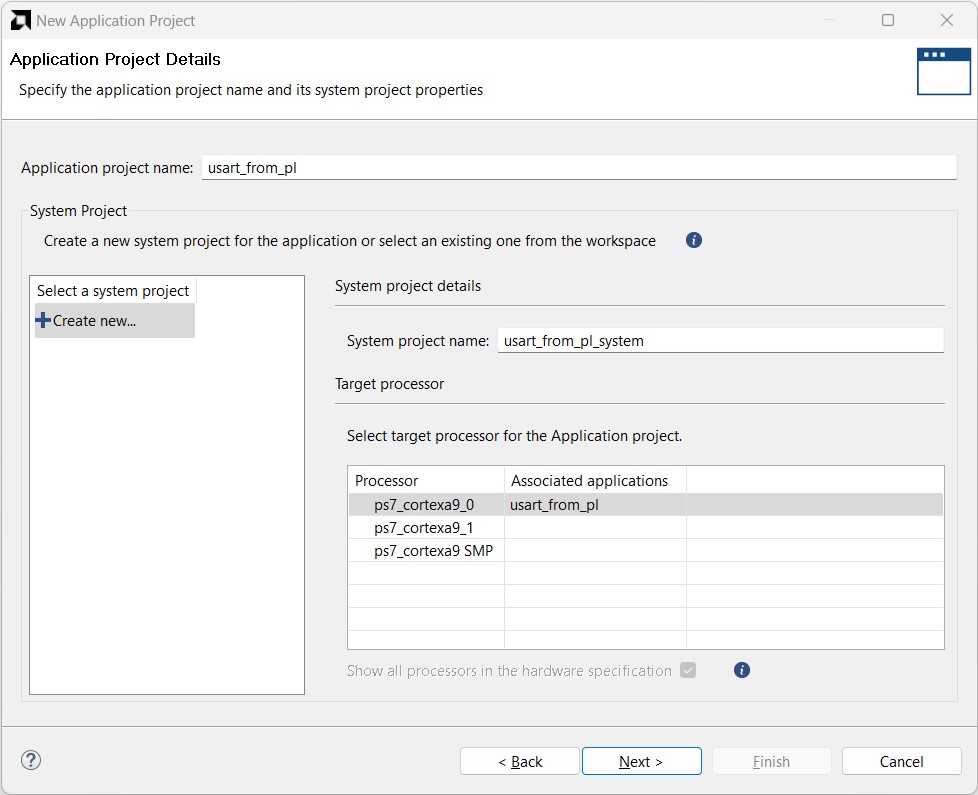 New Application Project
Application Project Details
Specify the application project name and its system project properties
Application project name: usart_from_pl
System Project
Create a new system project for the application or select an existing one from the workspace
Select a system project
Create new...
System project details
System project name: usart_from_pl_system
Target processor
Select target processor for the Application project.
Processor Associated applications
ps7_cortexa9_0 usart_from_pl
ps7_cortexa9_1
ps7_cortexa9 SMP
Show all processors in the hardware specification
< Back Next > Finish Cancel